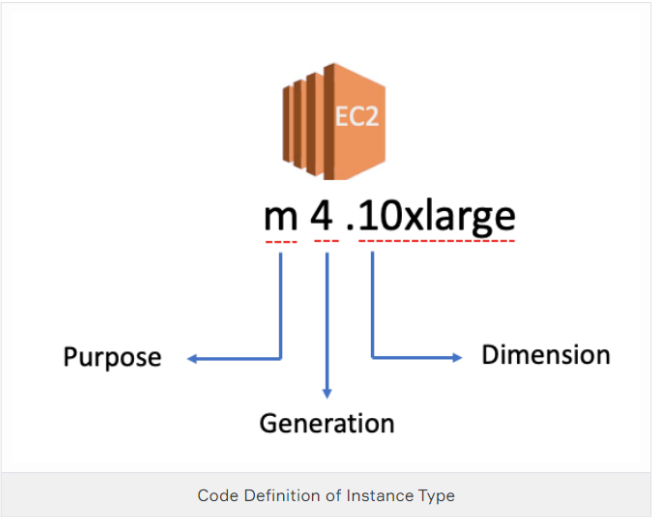 EC2
m 4 .10xlarge
Purpose
Dimension
Generation
Code Definition of Instance Type